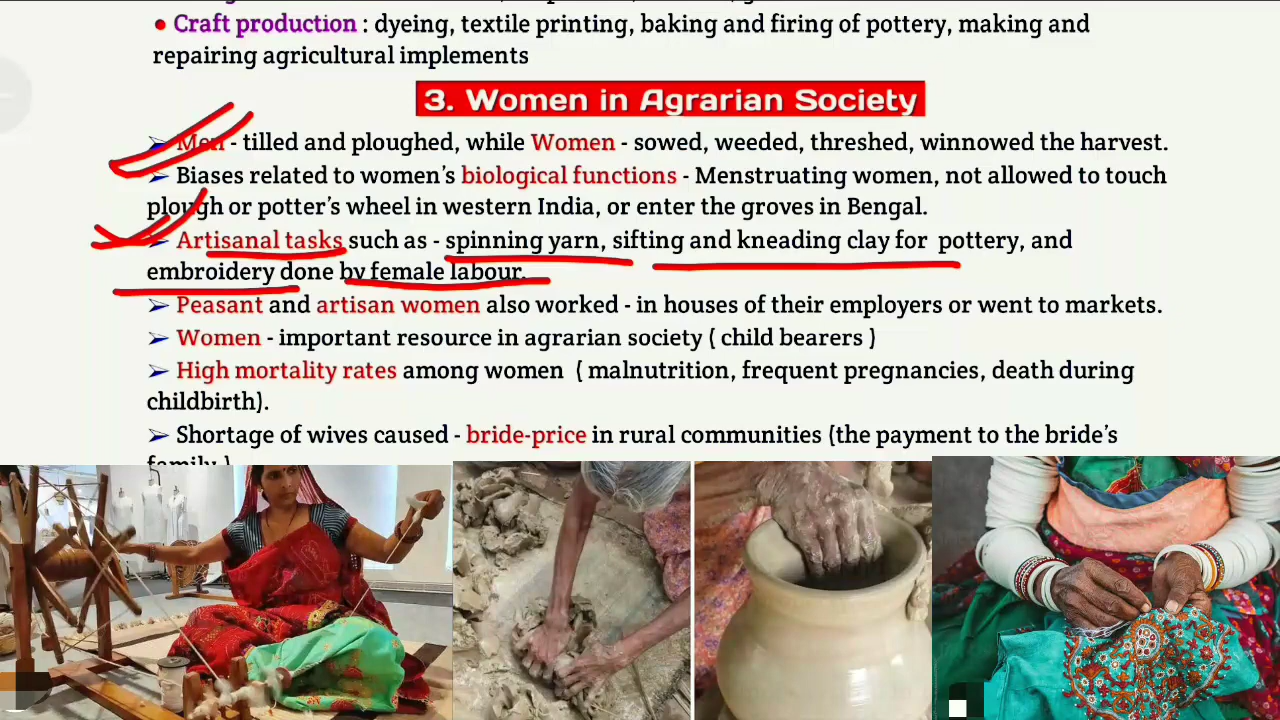 • Craft production : dyeing, textile printing, baking and firing of pottery, making and
repairing agricultural implements
3. Women in Agrarian Society
➢ Men - tilled and ploughed, while Women - sowed, weeded, threshed, winnowed the harvest.
➢ Biases related to women's biological functions - Menstruating women, not allowed to touch
plough or potter's wheel in western India, or enter the groves in Bengal.
➢ Artisanal tasks such as - spinning yarn, sifting and kneading clay for pottery, and
embroidery done by female labour.
➢ Peasant and artisan women also worked - in houses of their employers or went to markets.
➢ Women - important resource in agrarian society ( child bearers )
➢ High mortality rates among women ( malnutrition, frequent pregnancies, death during
childbirth).
➢ Shortage of wives caused - bride-price in rural communities (the payment to the bride's
family )